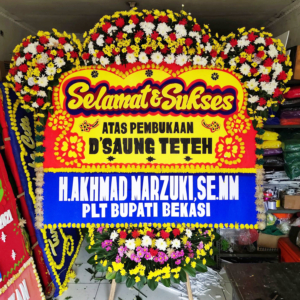 Selamat & Sukses
ATAS PEMBUKAAN
D'SAUNG TETEH
H.AKHMAD MARZUKI,SE.MM
PLT BUPATI BEKASI